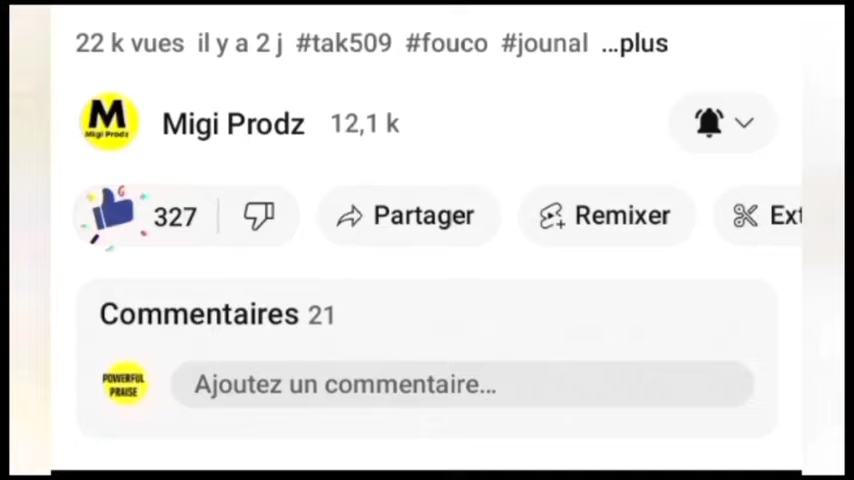 22 k vues il y a 2 j #tak509 #fouco #jounal ...plus
M
Migi Prodz
Migi Prodz 12,1 k
327 Partager Remixer Ext
Commentaires 21
POWERFUL
PRAISE
Ajoutez un commentaire...